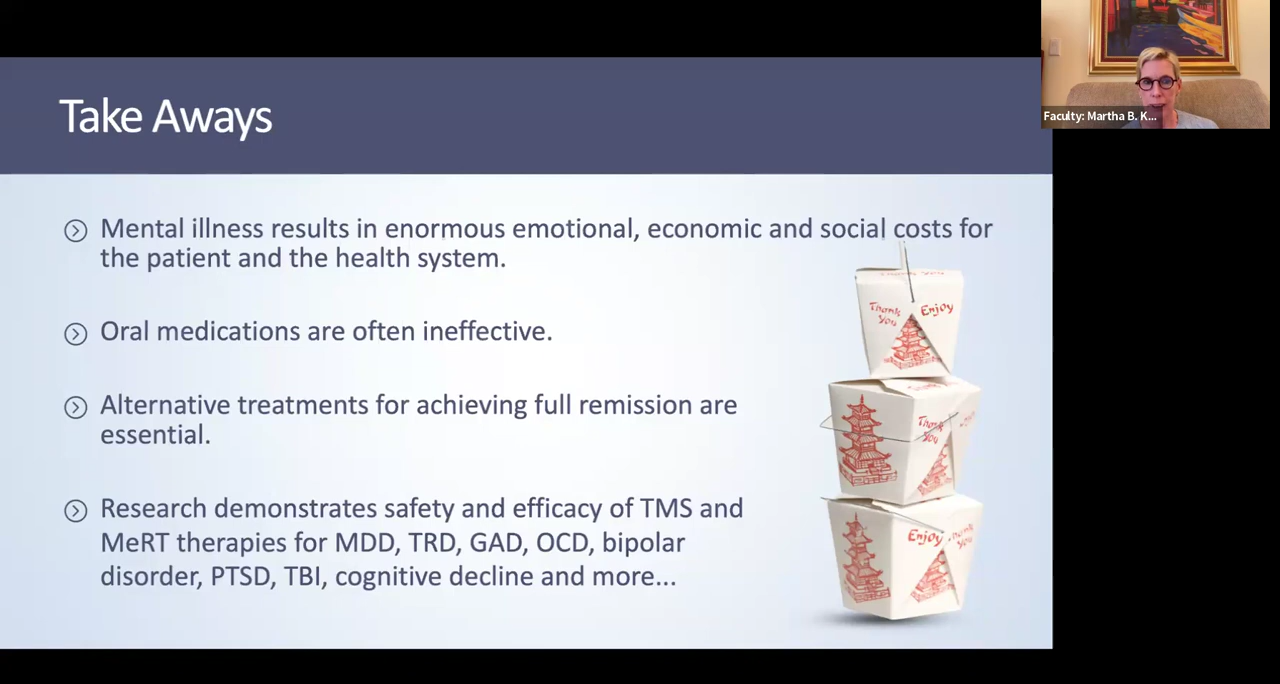 Take Aways
Faculty: Martha B. K...
Mental illness results in enormous emotional, economic and social costs for
the patient and the health system.
Oral medications are often ineffective.
Alternative treatments for achieving full remission are
essential.
Research demonstrates safety and efficacy of TMS and
MeRT therapies for MDD, TRD, GAD, OCD, bipolar
disorder, PTSD, TBI, cognitive decline and more...
Thank
You
Enjoy
Thank
You
Enjoy
Enjoy
Thank
You